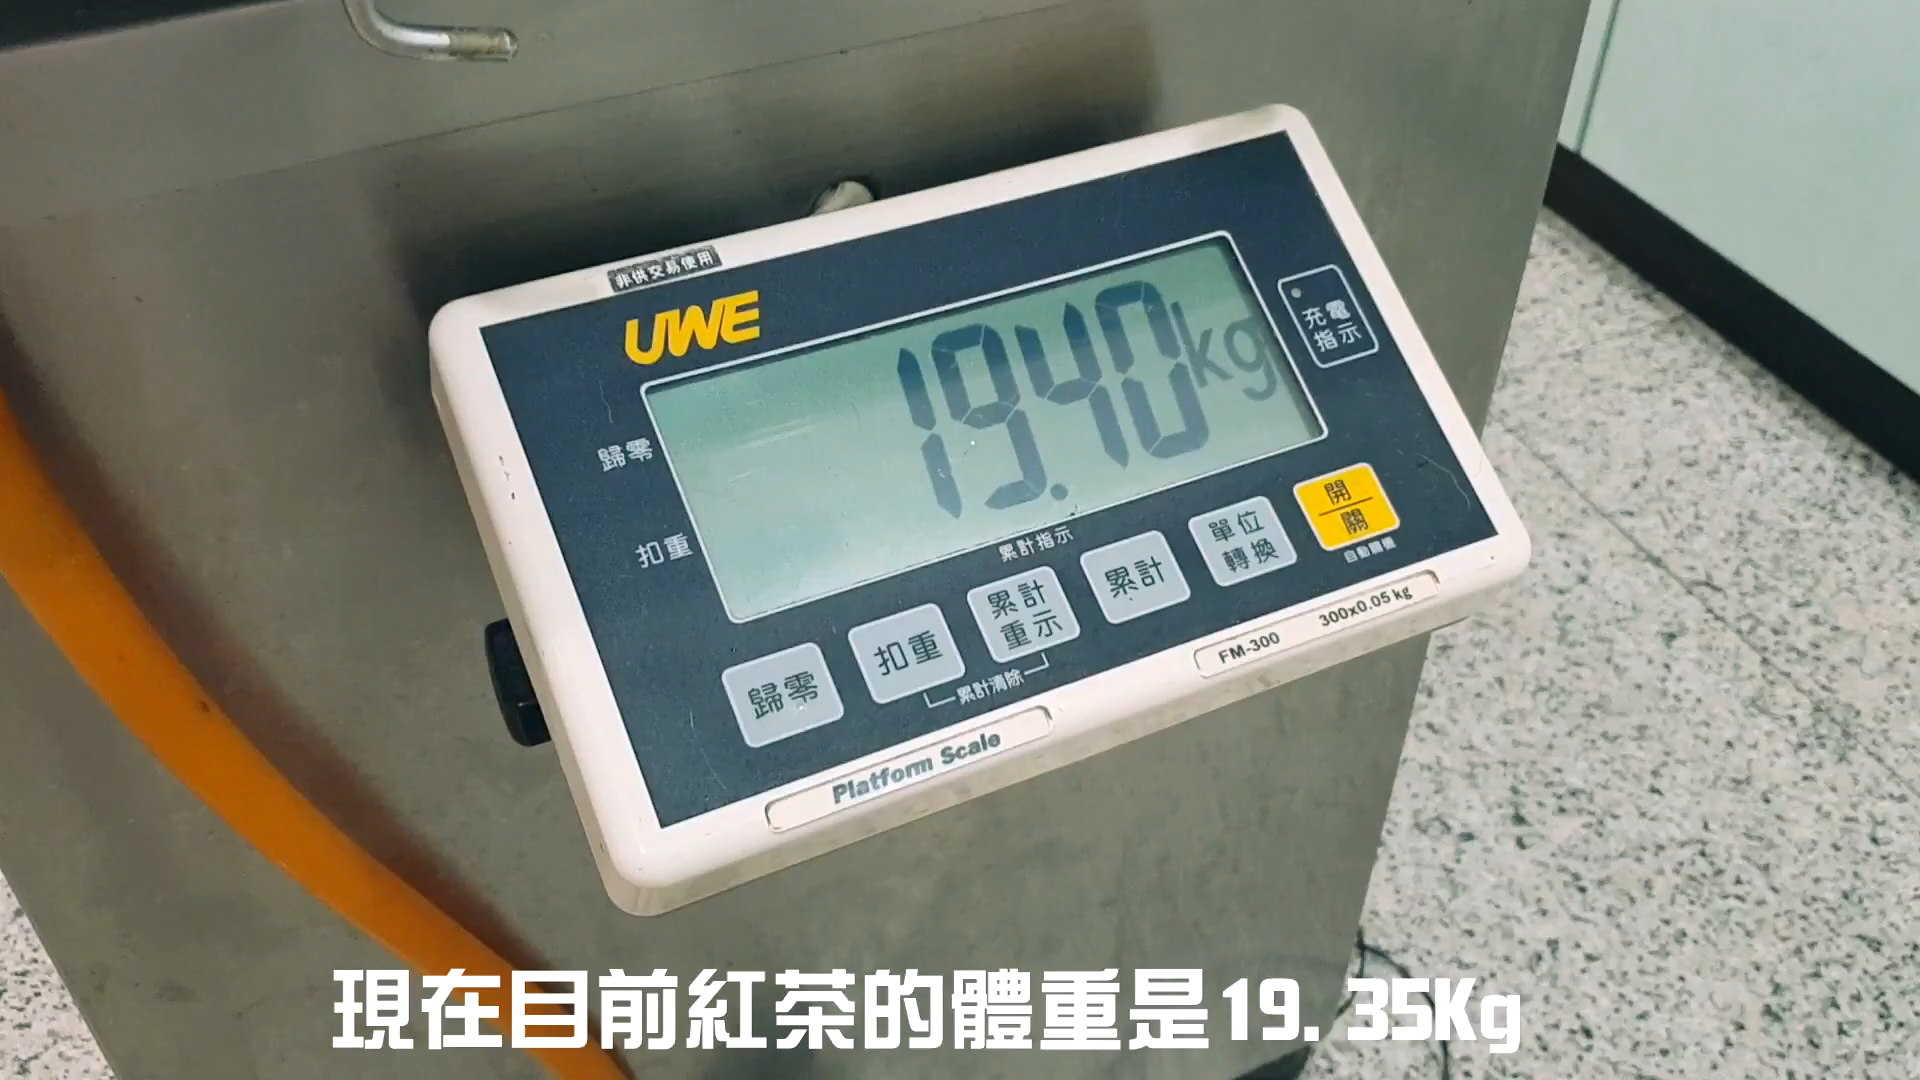 非供交易使用
UWE
19.40kg
充電
指示
歸零
扣重
累計指示
歸零
扣重
累計
重示
累計
單位
轉換
開
關
自動關機
累計清除
Platform Scale
FM-300
300x0.05 kg
現在目前紅茶的體重是19.35Kg